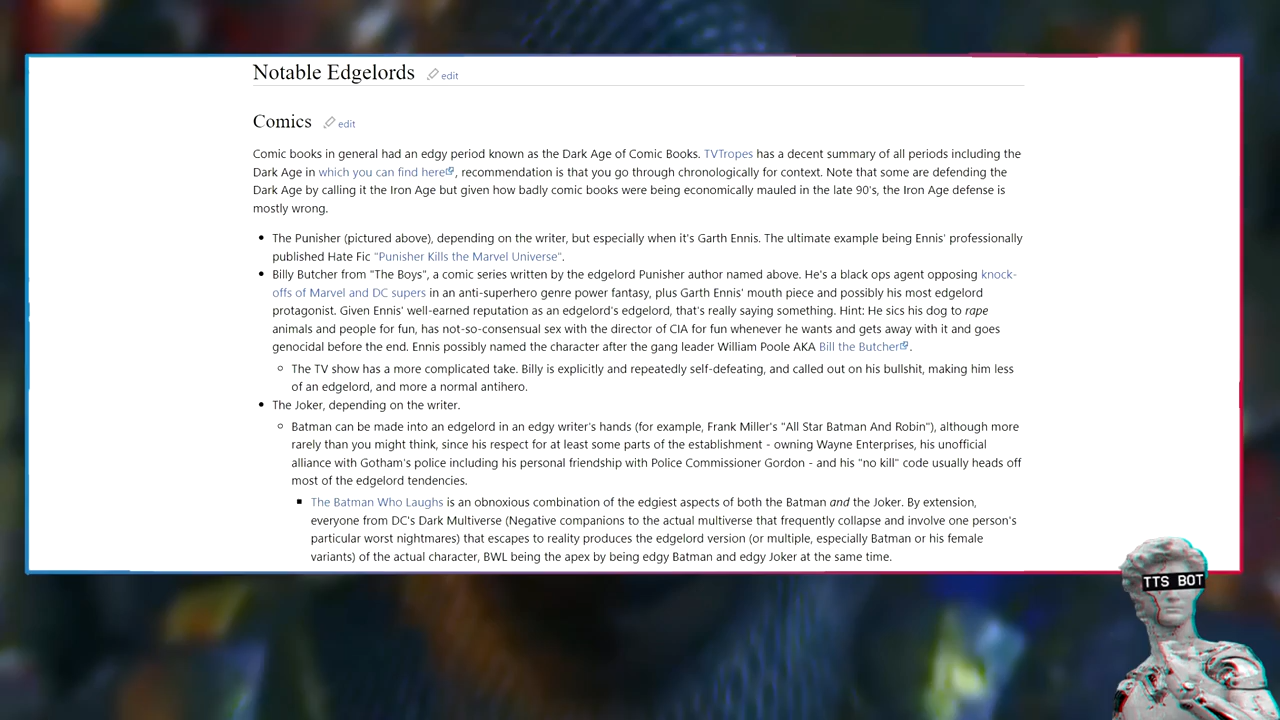 Notable Edgelords edit
Comics edit
Comic books in general had an edgy period known as the Dark Age of Comic Books. TVTropes has a decent summary of all periods including the
Dark Age in which you can find here, recommendation is that you go through chronologically for context. Note that some are defending the
Dark Age by calling it the Iron Age but given how badly comic books were being economically mauled in the late 90's, the Iron Age defense is
mostly wrong.
• The Punisher (pictured above), depending on the writer, but especially when it's Garth Ennis. The ultimate example being Ennis' professionally
published Hate Fic "Punisher Kills the Marvel Universe".
• Billy Butcher from "The Boys", a comic series written by the edgelord Punisher author named above. He's a black ops agent opposing knock-
offs of Marvel and DC supers in an anti-superhero genre power fantasy, plus Garth Ennis' mouth piece and possibly his most edgelord
protagonist. Given Ennis' well-earned reputation as an edgelord's edgelord, that's really saying something. Hint: He sics his dog to rape
animals and people for fun, has not-so-consensual sex with the director of CIA for fun whenever he wants and gets away with it and goes
genocidal before the end. Ennis possibly named the character after the gang leader William Poole AKA Bill the Butcher.
◦ The TV show has a more complicated take. Billy is explicitly and repeatedly self-defeating, and called out on his bullshit, making him less
of an edgelord, and more a normal antihero.
• The Joker, depending on the writer.
◦ Batman can be made into an edgelord in an edgy writer's hands (for example, Frank Miller's "All Star Batman And Robin"), although more
rarely than you might think, since his respect for at least some parts of the establishment - owning Wayne Enterprises, his unofficial
alliance with Gotham's police including his personal friendship with Police Commissioner Gordon - and his "no kill" code usually heads off
most of the edgelord tendencies.
▪ The Batman Who Laughs is an obnoxious combination of the edgiest aspects of both the Batman and the Joker. By extension,
everyone from DC's Dark Multiverse (Negative companions to the actual multiverse that frequently collapse and involve one person's
particular worst nightmares) that escapes to reality produces the edgelord version (or multiple, especially Batman or his female
variants) of the actual character, BWL being the apex by being edgy Batman and edgy Joker at the same time.
TTS BOT